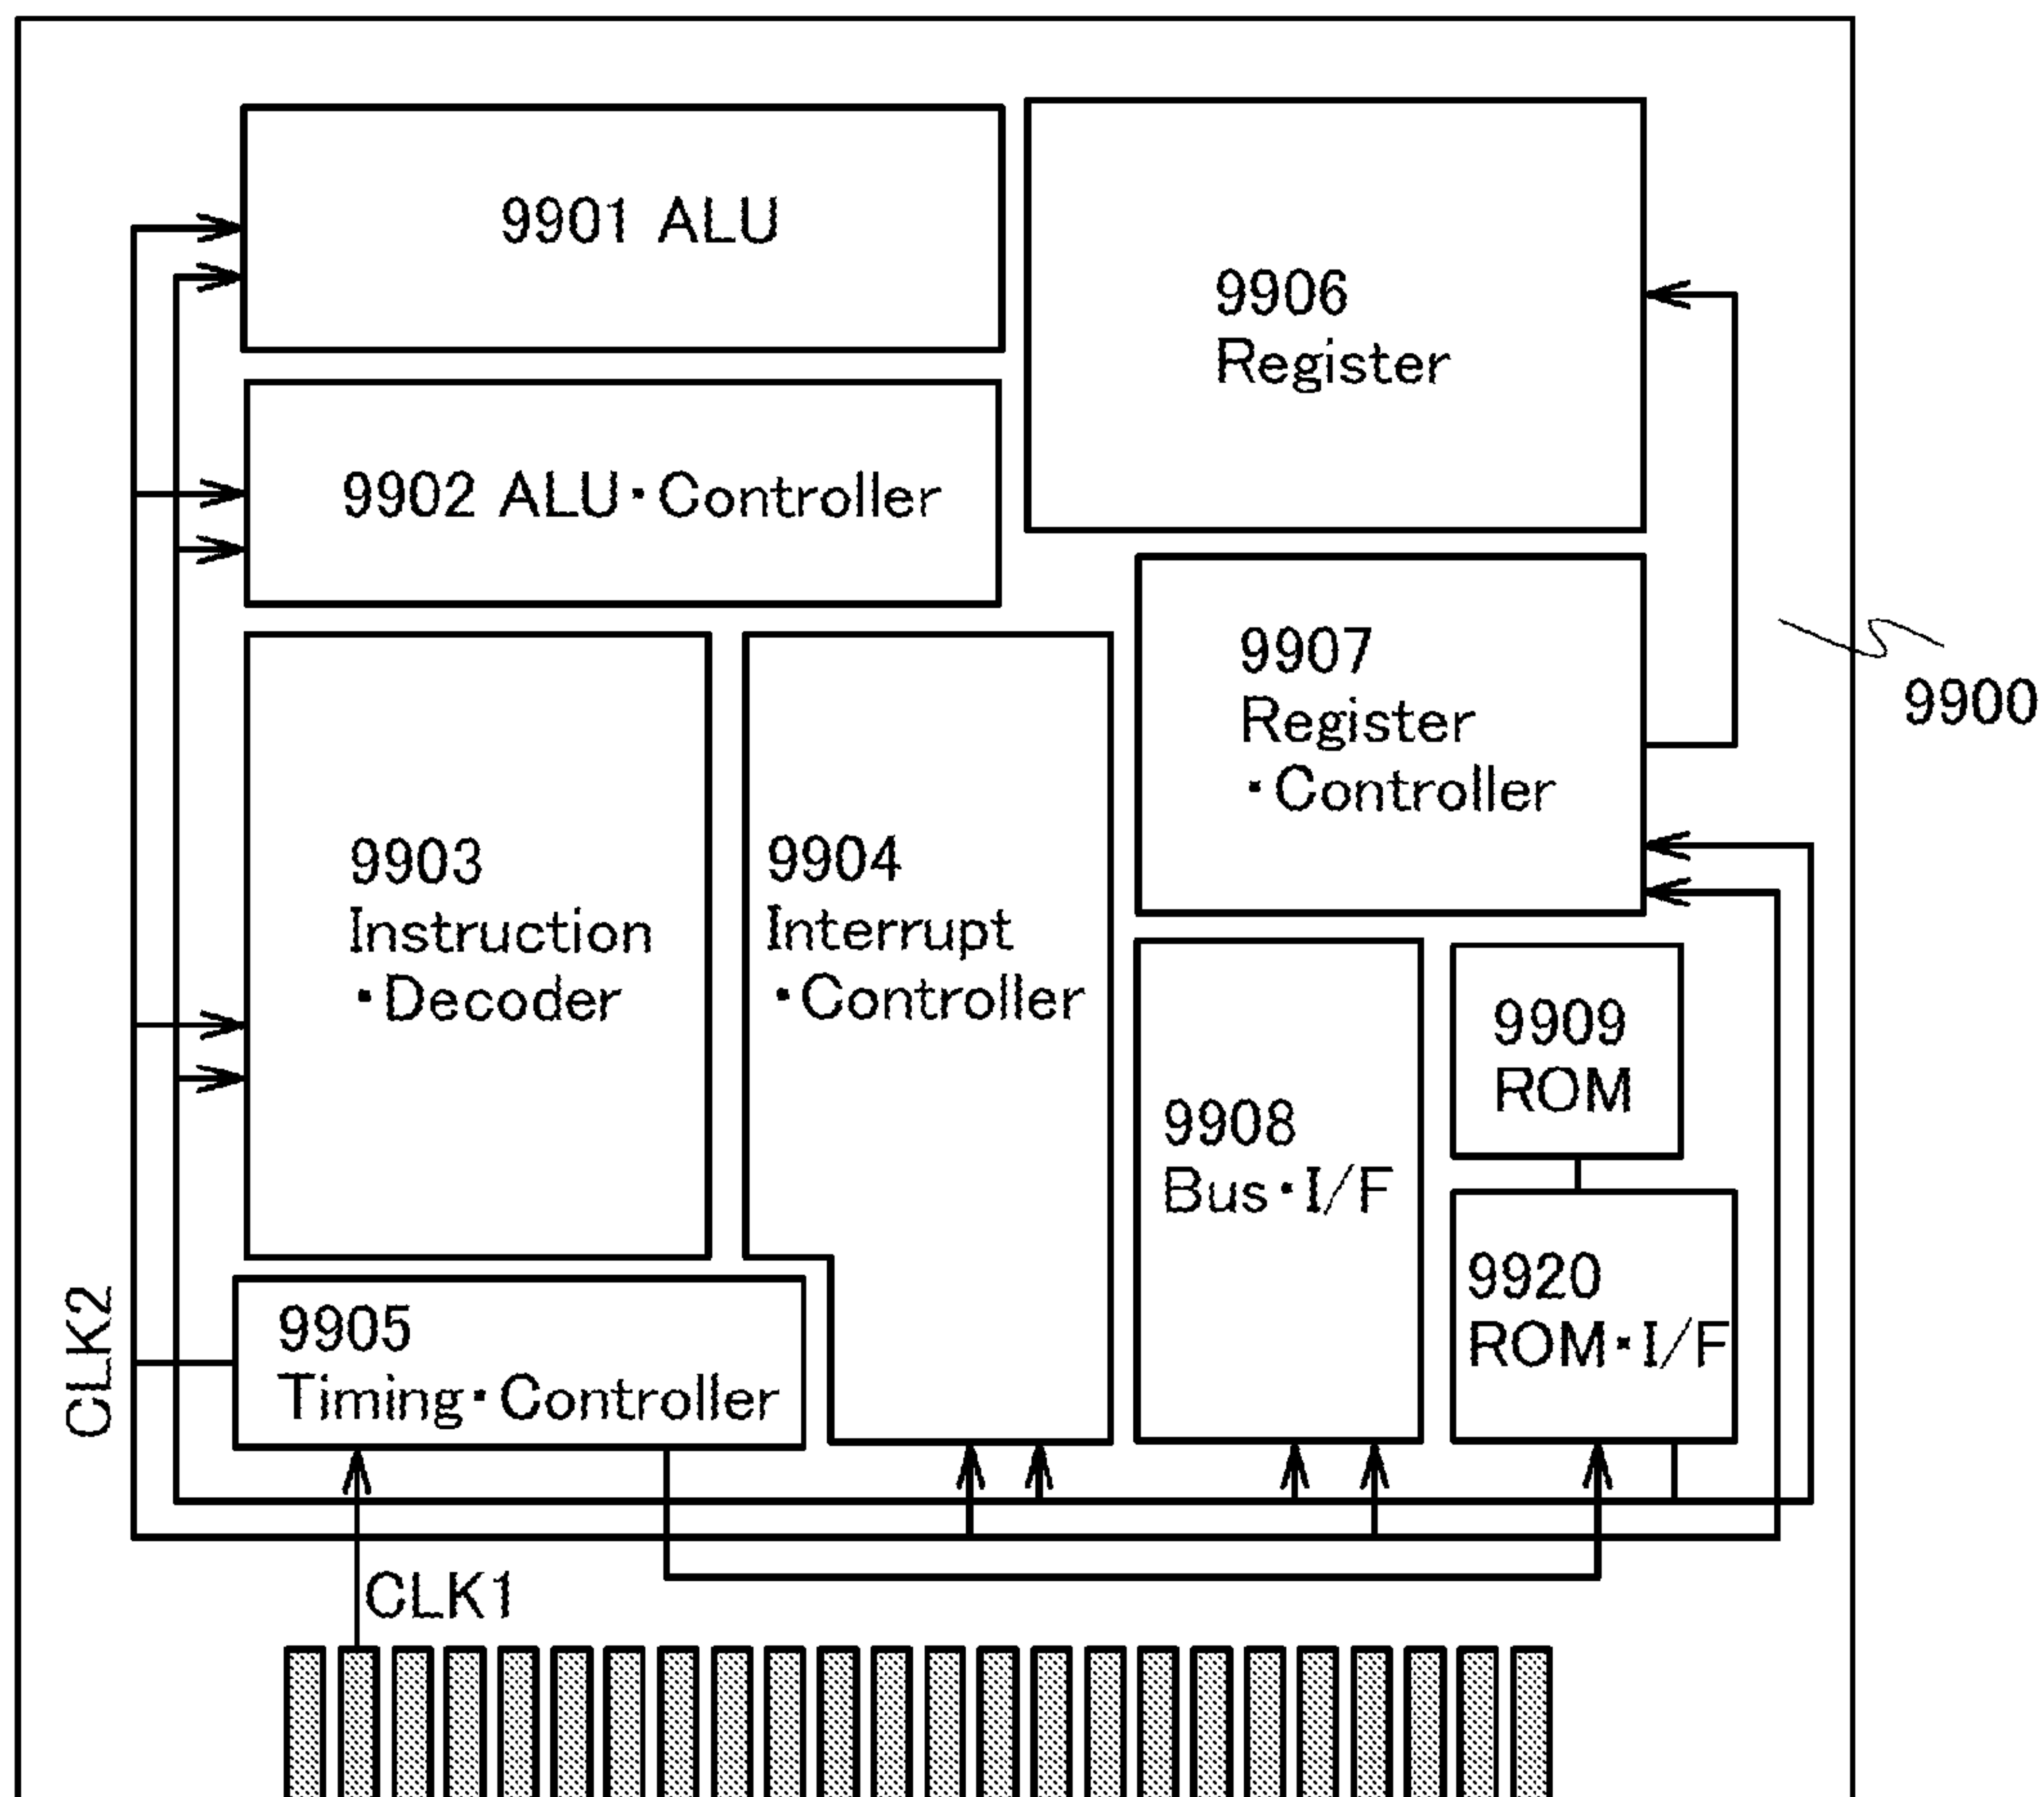 9901 ALU
9906
Register
9902 ALU・Controller
9907
Register
・Controller
9900
9903
Instruction
・Decoder
9904
Interrupt
・Controller
9909
ROM
9908
Bus・I/F
9920
ROM・I/F
9905
Timing・Controller
CLK2
CLK1